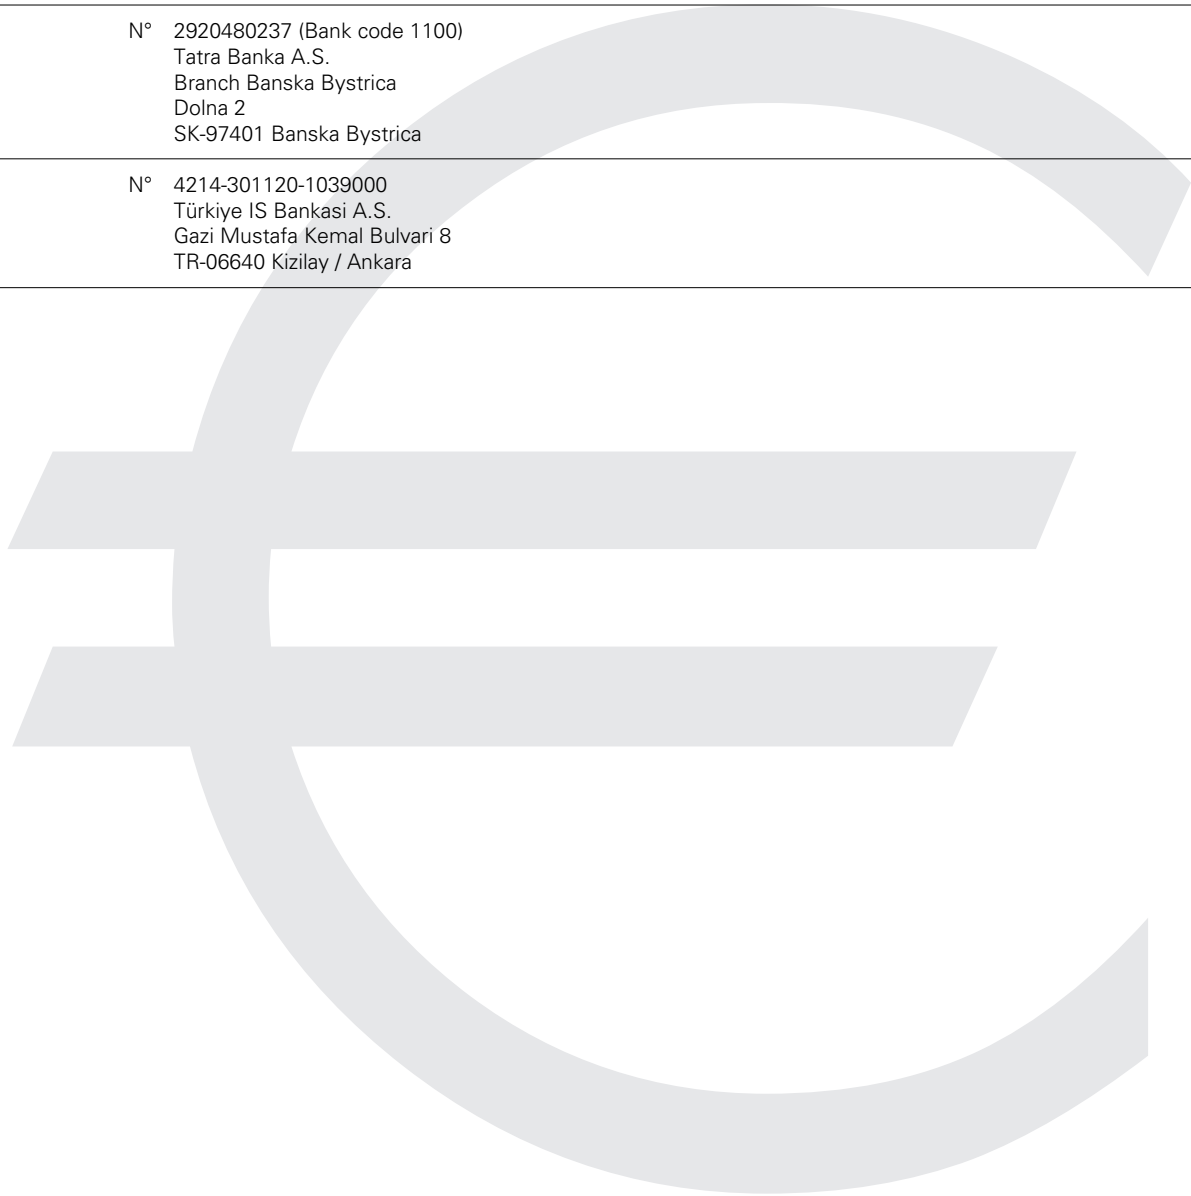 N° 2920480237 (Bank code 1100)
Tatra Banka A.S.
Branch Banska Bystrica
Dolna 2
SK-97401 Banska Bystrica
N° 4214-301120-1039000
Türkiye IS Bankasi A.S.
Gazi Mustafa Kemal Bulvari 8
TR-06640 Kizilay / Ankara